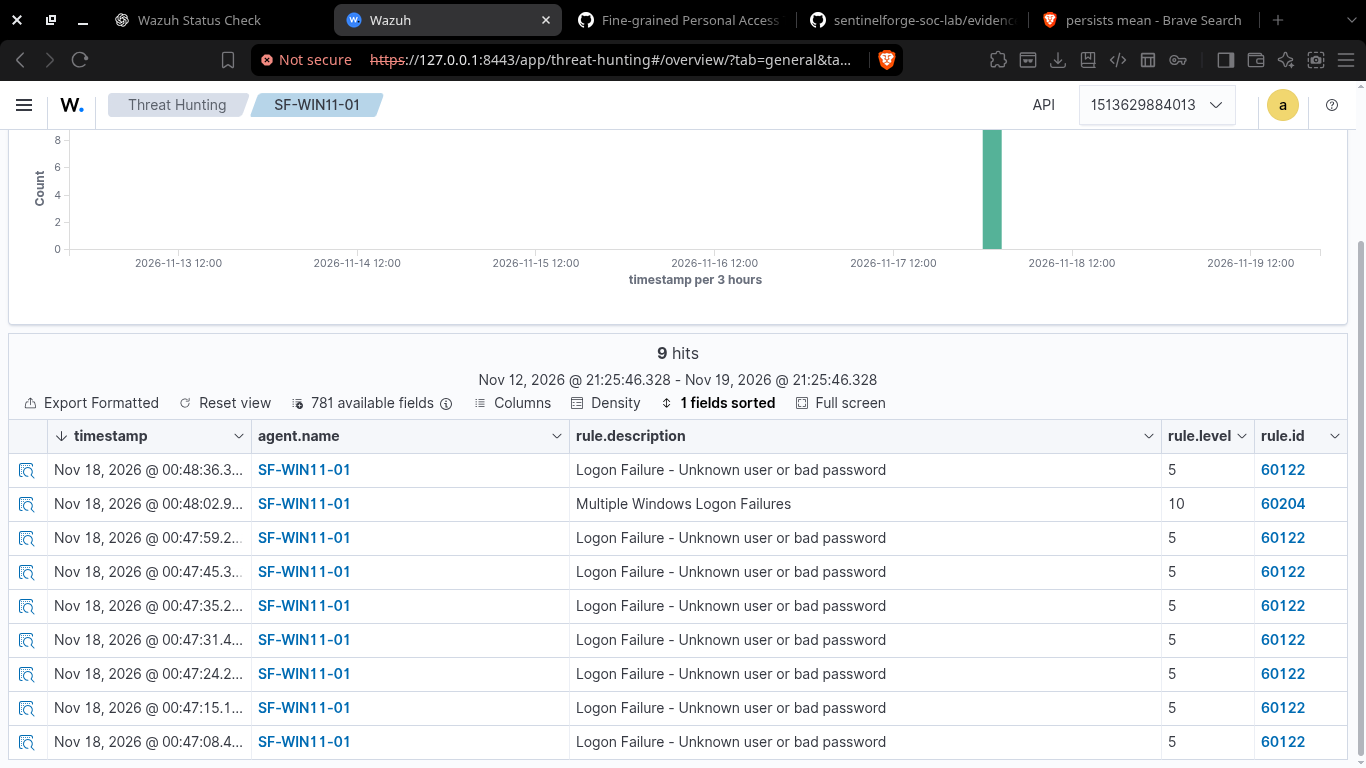 Wazuh Status Check
Wazuh
Fine-grained Personal Access
sentinelforge-soc-lab/evidenc
persists mean - Brave Search
Not secure https://127.0.0.1:8443/app/threat-hunting#/overview/?tab=general&ta...
W. Threat Hunting SF-WIN11-01 API 1513629884013 a
8
6
4
2
0
Count
2026-11-13 12:00 2026-11-14 12:00 2026-11-15 12:00 2026-11-16 12:00 2026-11-17 12:00 2026-11-18 12:00 2026-11-19 12:00
timestamp per 3 hours
9 hits
Nov 12, 2026 @ 21:25:46.328 - Nov 19, 2026 @ 21:25:46.328
Export Formatted Reset view 781 available fields Columns Density 1 fields sorted Full screen
timestamp agent.name rule.description rule.level rule.id
Nov 18, 2026 @ 00:48:36.3... SF-WIN11-01 Logon Failure - Unknown user or bad password 5 60122
Nov 18, 2026 @ 00:48:02.9... SF-WIN11-01 Multiple Windows Logon Failures 10 60204
Nov 18, 2026 @ 00:47:59.2... SF-WIN11-01 Logon Failure - Unknown user or bad password 5 60122
Nov 18, 2026 @ 00:47:45.3... SF-WIN11-01 Logon Failure - Unknown user or bad password 5 60122
Nov 18, 2026 @ 00:47:35.2... SF-WIN11-01 Logon Failure - Unknown user or bad password 5 60122
Nov 18, 2026 @ 00:47:31.4... SF-WIN11-01 Logon Failure - Unknown user or bad password 5 60122
Nov 18, 2026 @ 00:47:24.2... SF-WIN11-01 Logon Failure - Unknown user or bad password 5 60122
Nov 18, 2026 @ 00:47:15.1... SF-WIN11-01 Logon Failure - Unknown user or bad password 5 60122
Nov 18, 2026 @ 00:47:08.4... SF-WIN11-01 Logon Failure - Unknown user or bad password 5 60122